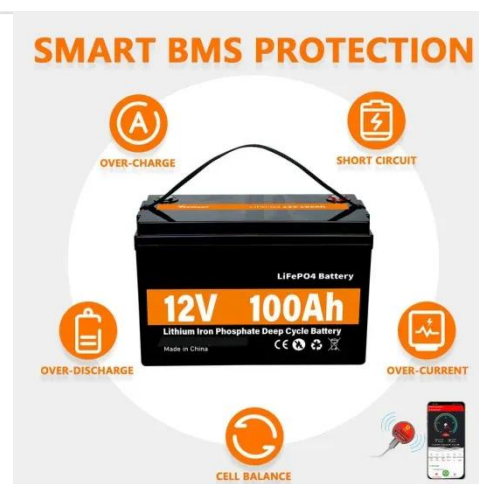 SMART BMS PROTECTION
OVER-CHARGE
SHORT CIRCUIT
LiFePO4 Battery
12V 100Ah
Lithium Iron Phosphate Deep Cycle Battery
Made in China
CE
OVER-DISCHARGE
OVER-CURRENT
CELL BALANCE